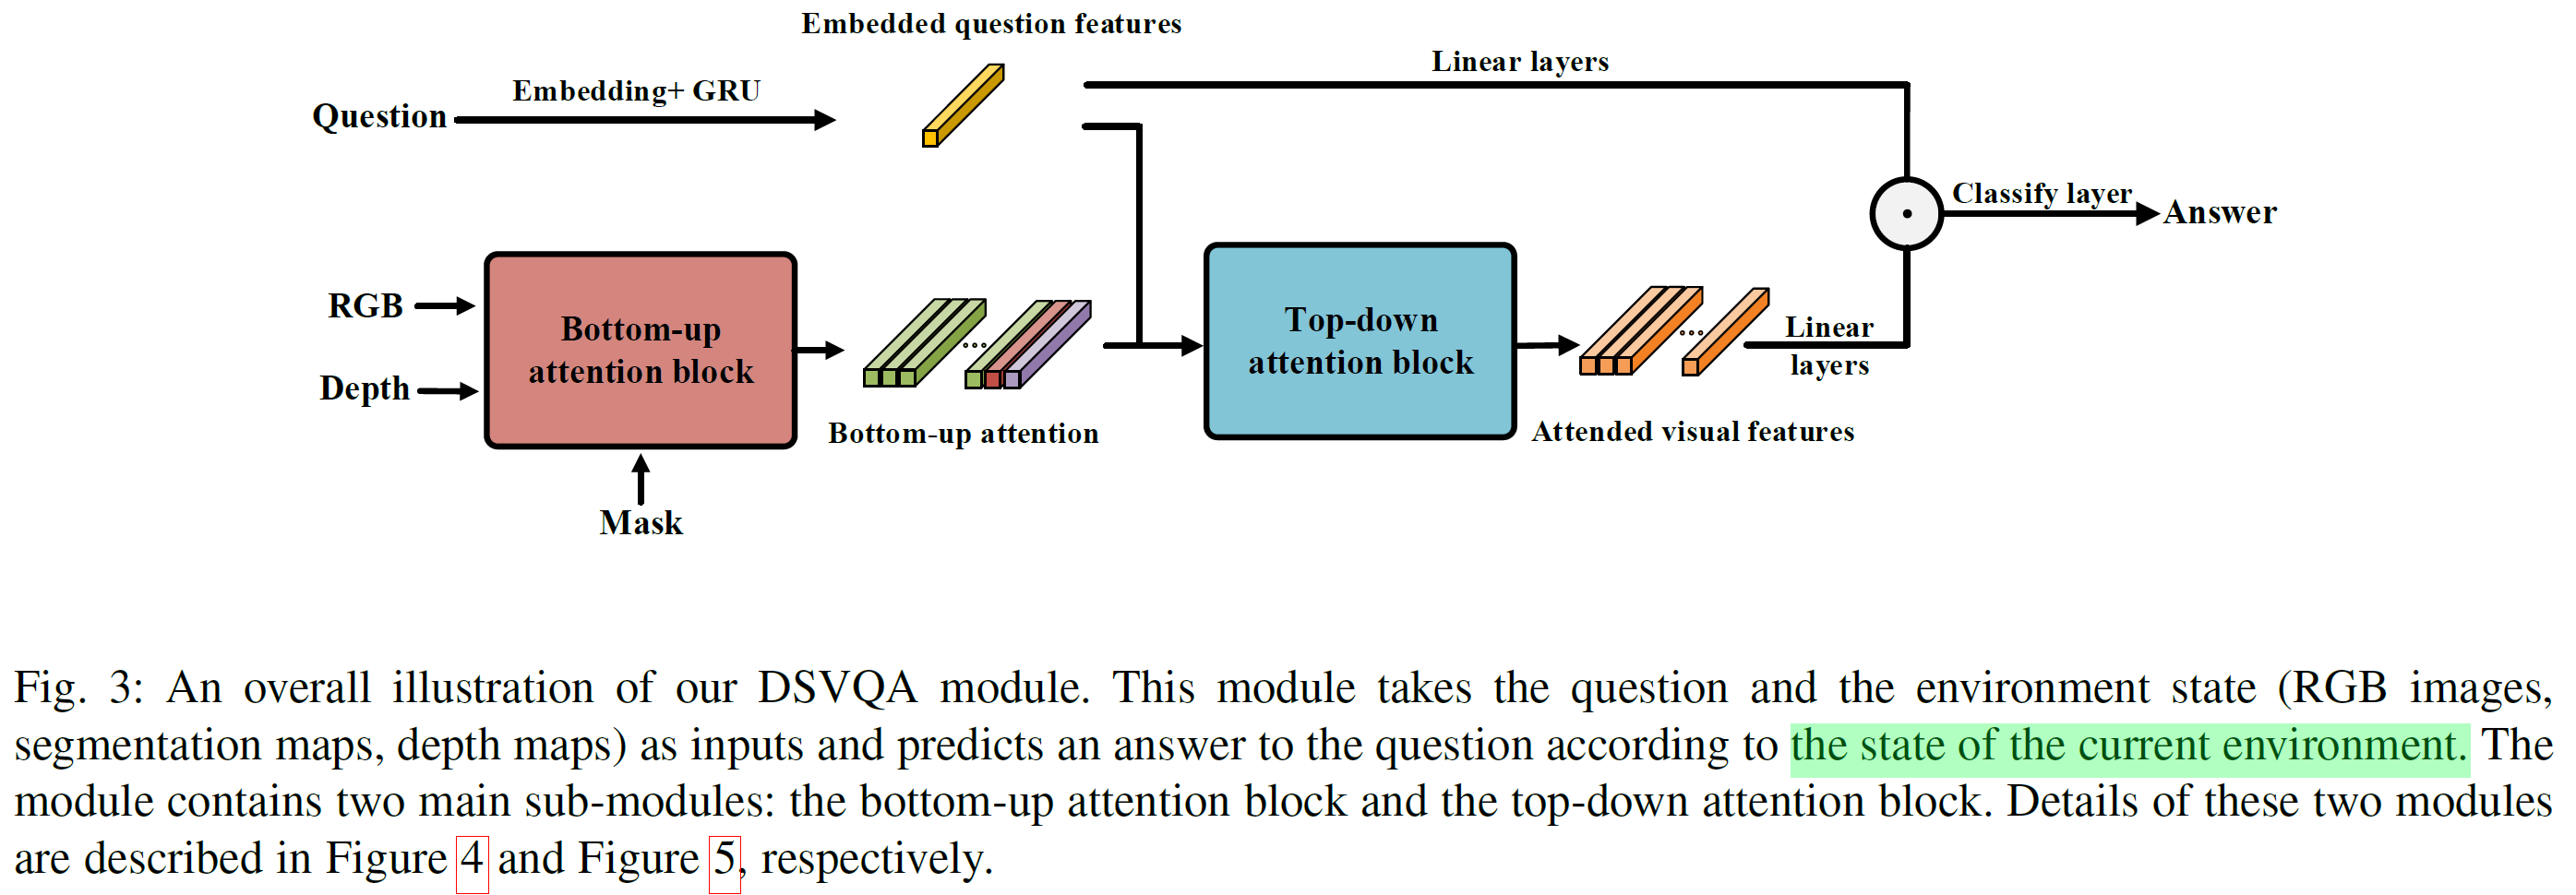 Embedded question features
Linear layers
Embedding+ GRU
Question
Classify layer
Answer
RGB
Depth
Bottom-up
attention block
Mask
Bottom-up attention
Top-down
attention block
Attended visual features
Linear
layers
Fig. 3: An overall illustration of our DSVQA module. This module takes the question and the environment state (RGB images,
segmentation maps, depth maps) as inputs and predicts an answer to the question according to the state of the current environment. The
module contains two main sub-modules: the bottom-up attention block and the top-down attention block. Details of these two modules
are described in Figure 4 and Figure 5, respectively.